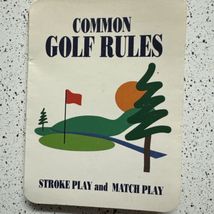 COMMON
GOLF RULES
STROKE PLAY and MATCH PLAY